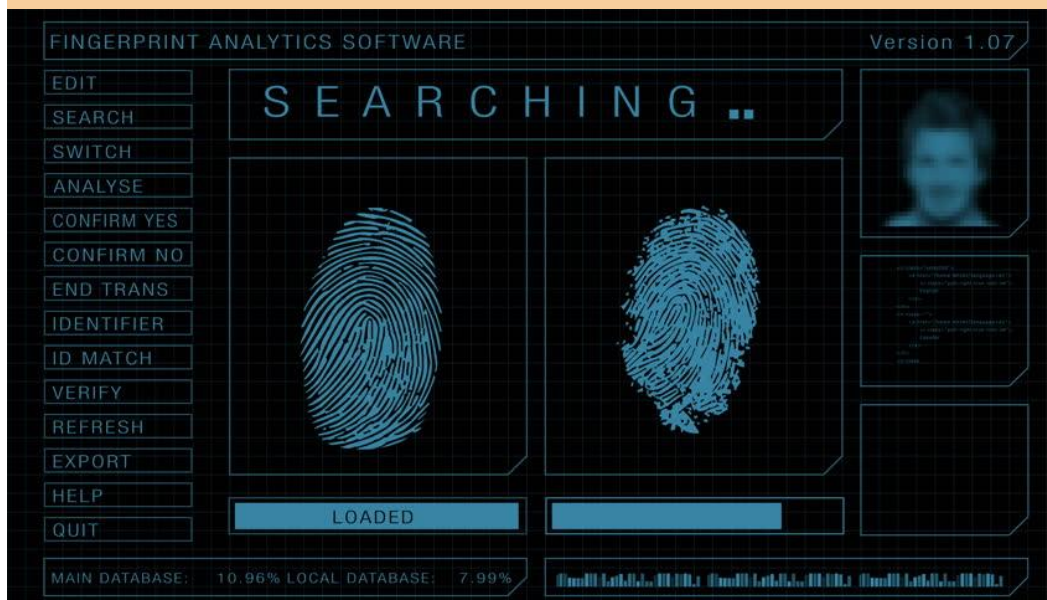 FINGERPRINT ANALYTICS SOFTWARE
Version 1.07
EDIT
SEARCH
SWITCH
ANALYSE
CONFIRM YES
CONFIRM NO
END TRANS
IDENTIFIER
ID MATCH
VERIFY
REFRESH
EXPORT
HELP
QUIT
SEARCHING
LOADED
MAIN DATABASE: 10.96% LOCAL DATABASE: 7.99%